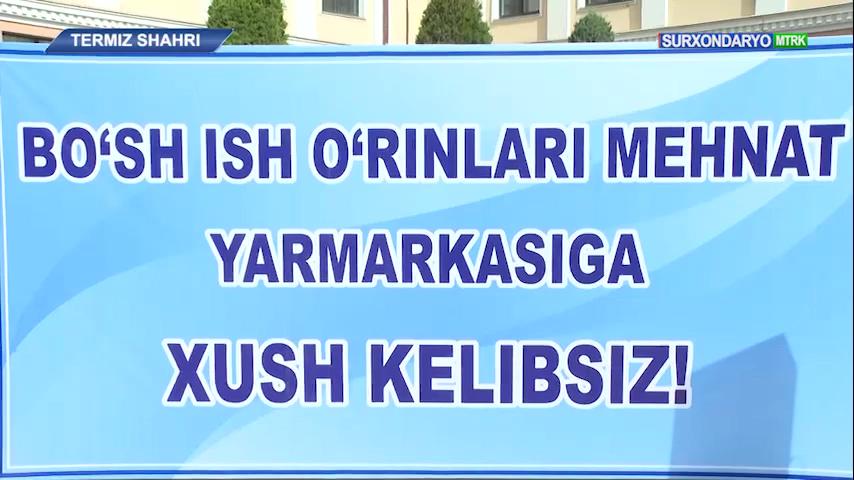 TERMIZ SHAHRI
SURXONDARYO MTRK
BO‘SH ISH O‘RINLARI MEHNAT
YARMARKASIGA
XUSH KELIBSIZ!